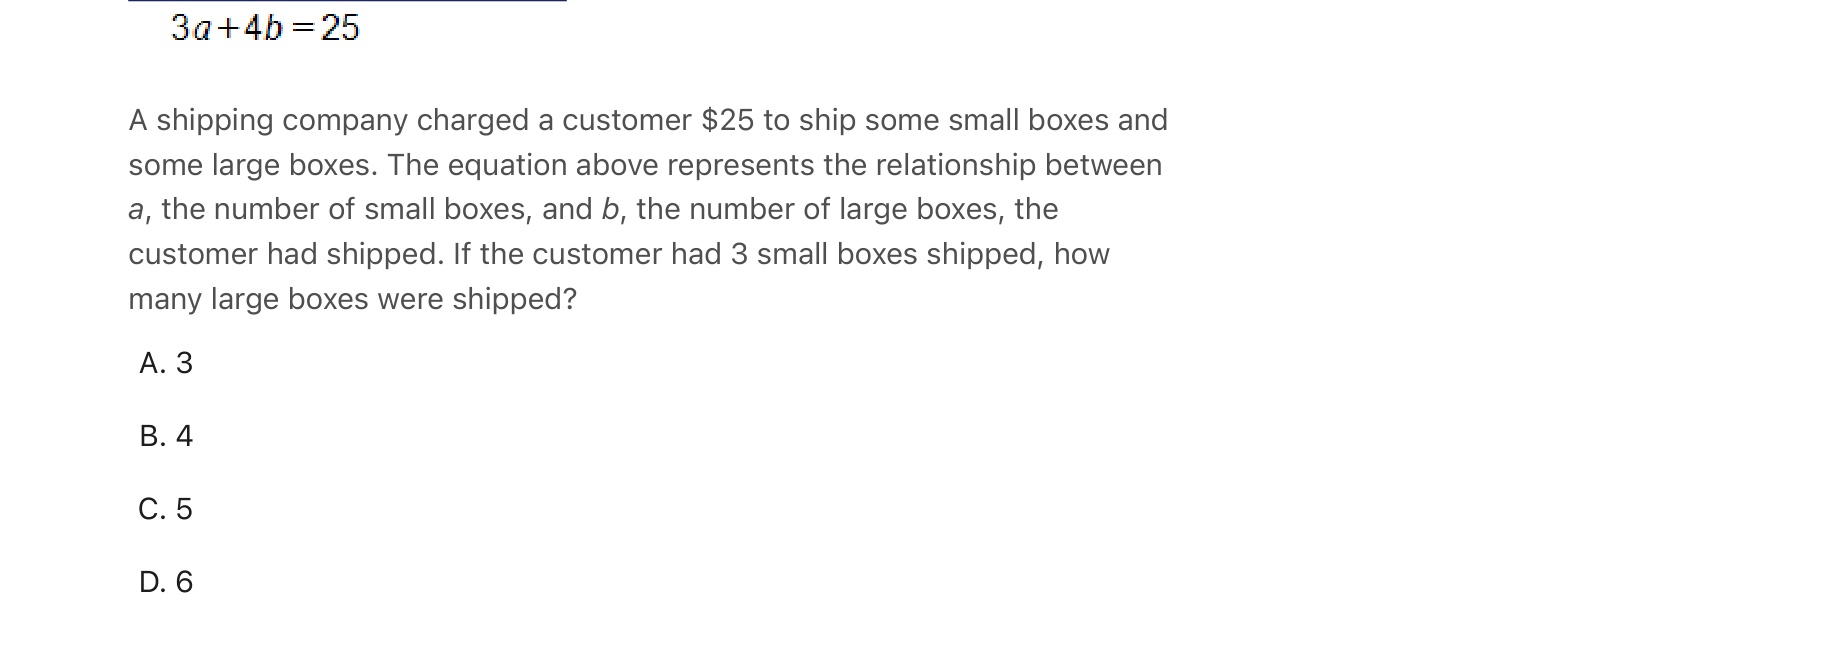 3a+4b=25
A shipping company charged a customer $25 to ship some small boxes and
some large boxes. The equation above represents the relationship between
a, the number of small boxes, and b, the number of large boxes, the
customer had shipped. If the customer had 3 small boxes shipped, how
many large boxes were shipped?
A. 3
B. 4
C. 5
D. 6